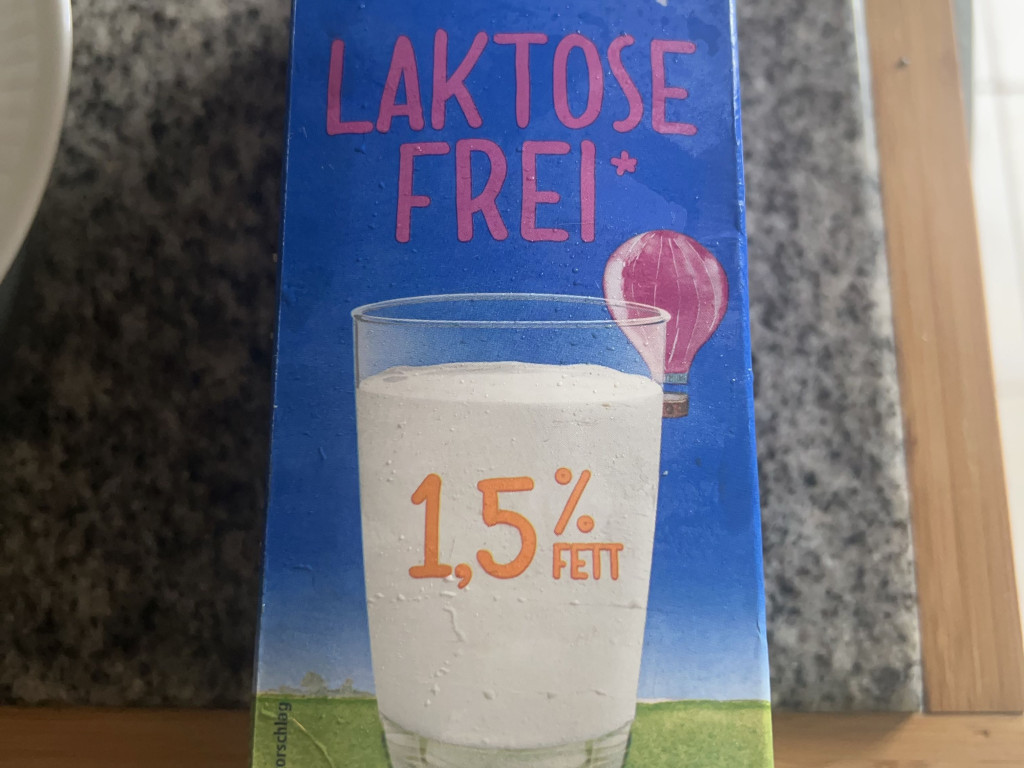 LAKTOSE
FREI*
1,5%
FETT